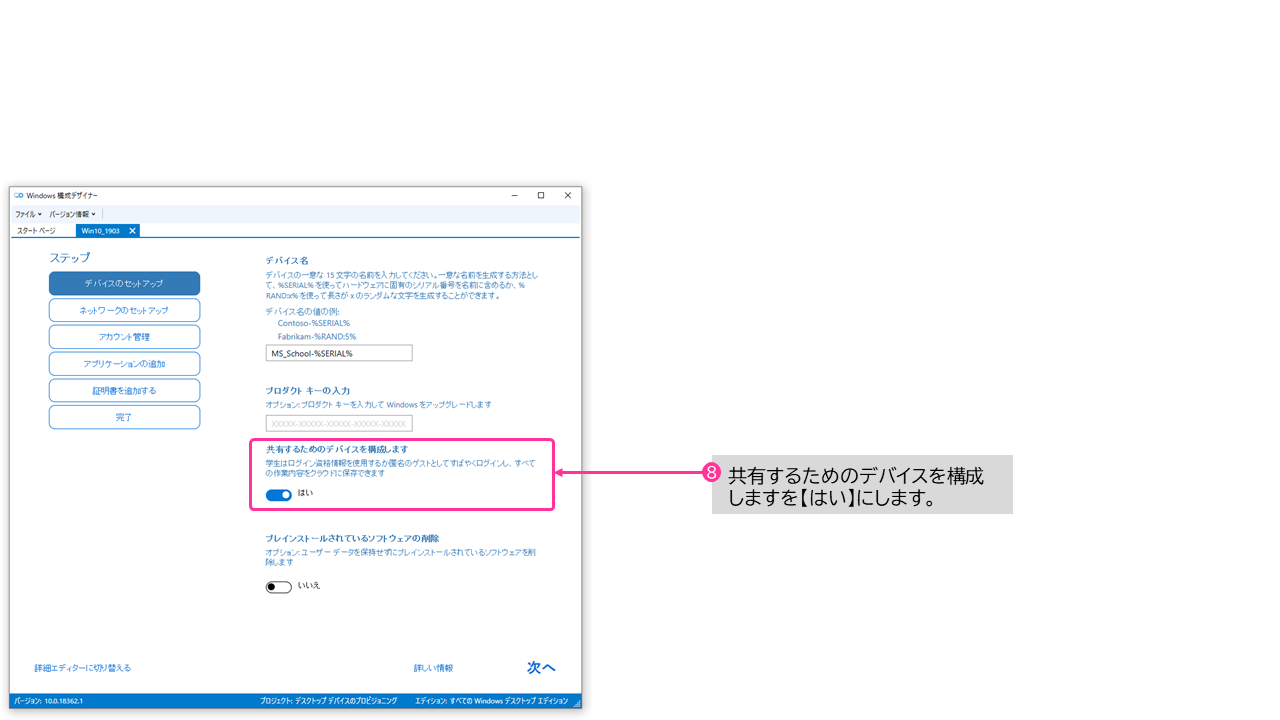 Windows 構成デザイナー
ファイル バージョン情報
スタート ページ Win10_1903
ステップ
デバイスのセットアップ
ネットワークのセットアップ
アカウント管理
アプリケーションの追加
証明書を追加する
完了
デバイス名
デバイスの一意な 15 文字の名前を入力してください。一意な名前を生成する方法とし
て、%SERIAL% を使ってハードウェアに固有のシリアル番号を名前に含めるか、%
RAND:x% を使って長さが x のランダムな文字を生成することができます。
デバイス名の値の例:
Contoso-%SERIAL%
Fabrikam-%RAND:5%
MS_School-%SERIAL%
プロダクト キーの入力
オプション: プロダクト キーを入力して Windows をアップグレードします
XXXXX-XXXXX-XXXXX-XXXXX-XXXXX
共有するためのデバイスを構成します
学生はログイン資格情報を使用するか匿名のゲストとしてすばやくログインし、すべて
の作業内容をクラウドに保存できます
はい
プレインストールされているソフトウェアの削除
オプション: ユーザー データを保持せずにプレインストールされているソフトウェアを削
除します
いいえ
詳細エディターに切り替える 詳しい情報 次へ
バージョン: 10.0.18362.1 プロジェクト: デスクトップ デバイスのプロビジョニング エディション: すべての Windows デスクトップ エディション
8 共有するためのデバイスを構成
しますを【はい】にします。